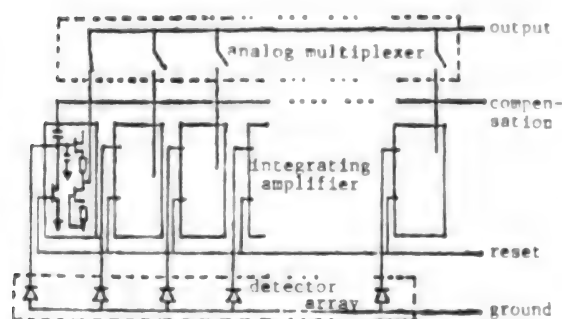 output
analog multiplexer
compen-
sation
integrating
amplifier
reset
detector
array
ground